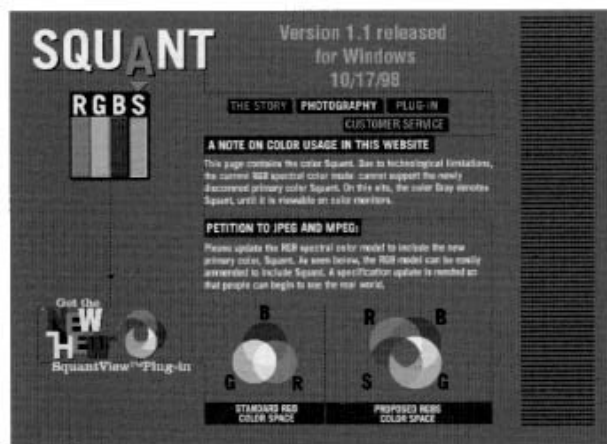 SQUANT
Version 1.1 released
for Windows
10/17/98
RGBS
THE STORY PHOTOGRAPHY PLUG-IN
CUSTOMER SERVICE
A NOTE ON COLOR USAGE IN THIS WEBSITE
This page contains the color Squant. Due to technological limitations,
the current RGB spectral color model cannot support the newly
discovered primary color Squant. On this site, the color Gray denotes
Squant, until it is viewable on color monitors.
PETITION TO JPEG AND MPEG:
Please update the RGB spectral color model to include the new
primary color, Squant. As seen below, the RGB model can be easily
ammended to include Squant. A specification update is needed so
that people can begin to see the real world.
Get the
NEW
THEW
SquantView™Plug-in
B
G R
STANDARD RGB
COLOR SPACE
R B
S G
PROPOSED RGBS
COLOR SPACE